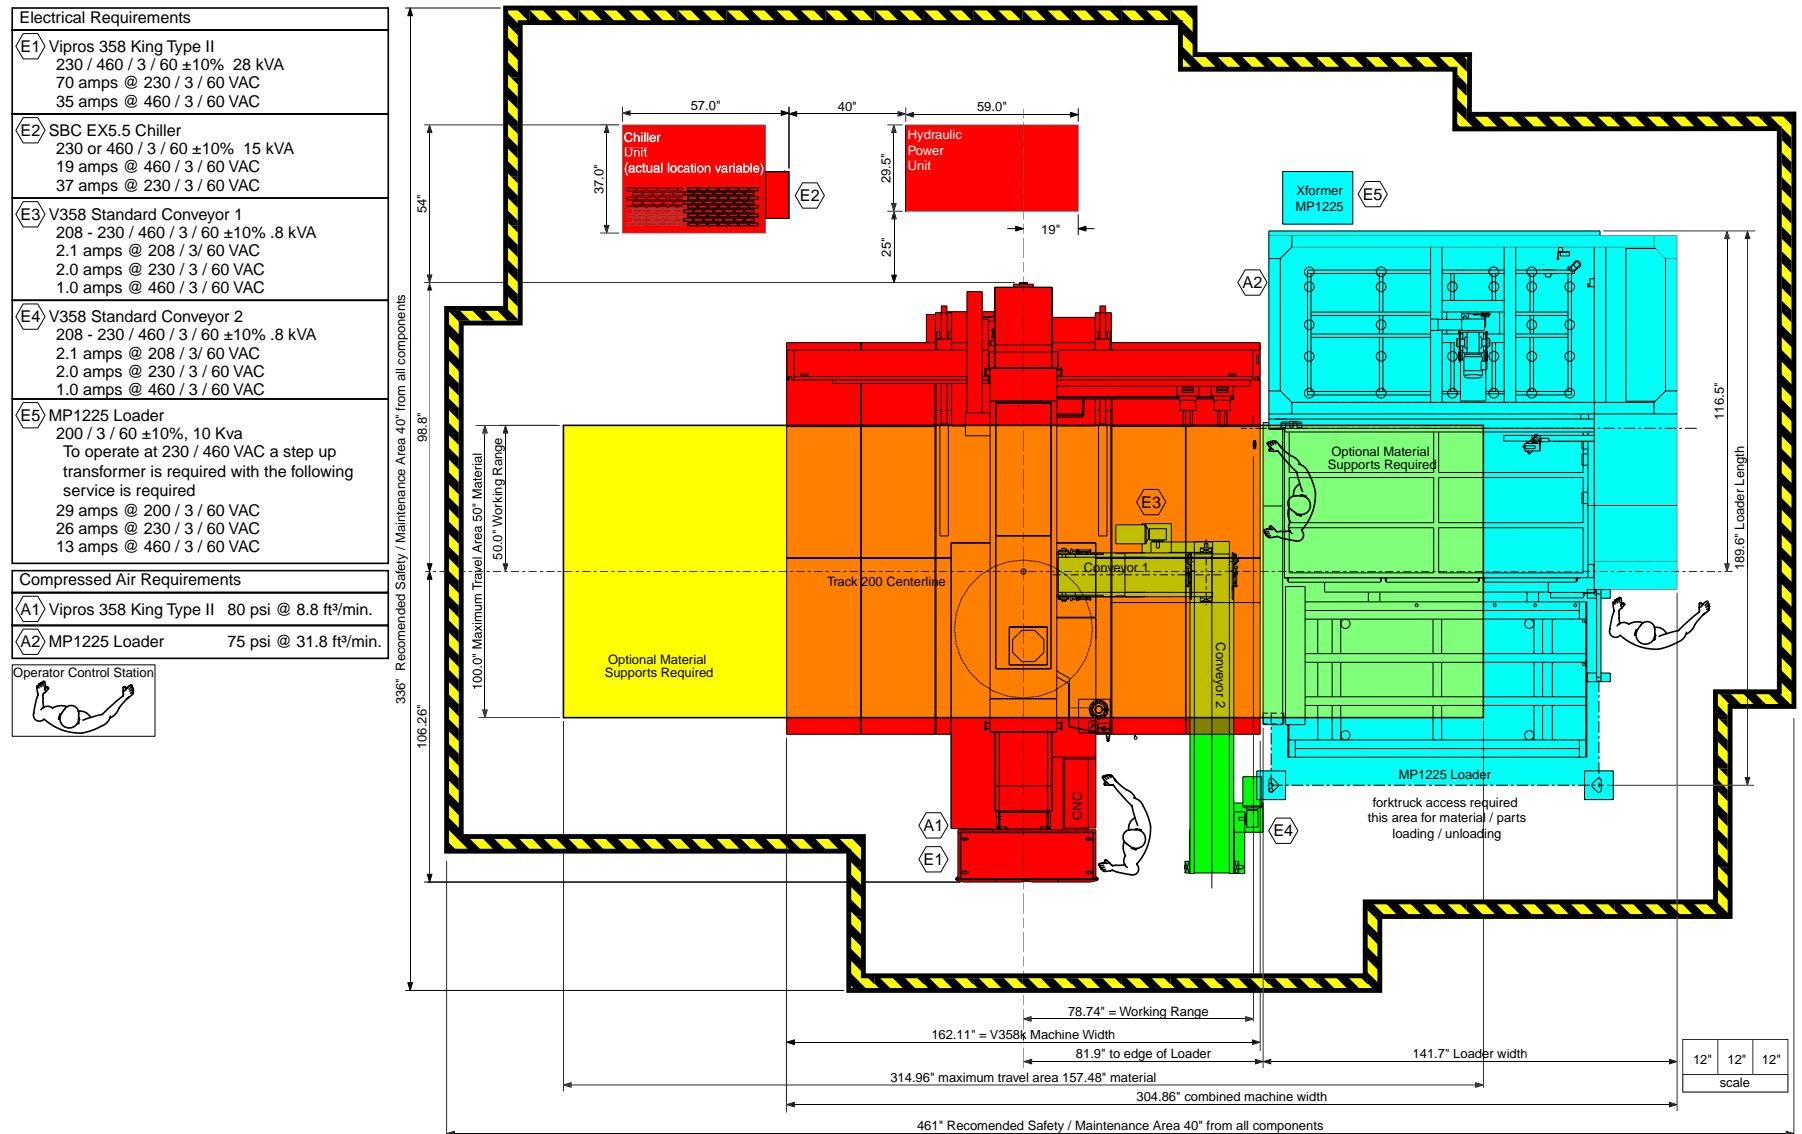 Electrical Requirements
E1 Vipros 358 King Type II
230 / 460 / 3 / 60 ±10%  28 kVA
70 amps @ 230 / 3 / 60 VAC
35 amps @ 460 / 3 / 60 VAC
E2 SBC EX5.5 Chiller
230 or 460 / 3 / 60 ±10%  15 kVA
19 amps @ 460 / 3 / 60 VAC
37 amps @ 230 / 3 / 60 VAC
E3 V358 Standard Conveyor 1
208 - 230 / 460 / 3 / 60 ±10% .8 kVA
2.1 amps @ 208 / 3/ 60 VAC
2.0 amps @ 230 / 3 / 60 VAC
1.0 amps @ 460 / 3 / 60 VAC
E4 V358 Standard Conveyor 2
208 - 230 / 460 / 3 / 60 ±10% .8 kVA
2.1 amps @ 208 / 3/ 60 VAC
2.0 amps @ 230 / 3 / 60 VAC
1.0 amps @ 460 / 3 / 60 VAC
E5 MP1225 Loader
200 / 3 / 60 ±10%, 10 Kva
To operate at 230 / 460 VAC a step up
transformer is required with the following
service is required
29 amps @ 200 / 3 / 60 VAC
26 amps @ 230 / 3 / 60 VAC
13 amps @ 460 / 3 / 60 VAC
Compressed Air Requirements
A1 Vipros 358 King Type II  80 psi @ 8.8 ft³/min.
A2 MP1225 Loader  75 psi @ 31.8 ft³/min.
Operator Control Station
336" Recomended Safety / Maintenance Area 40" from all components
54"
98.8"
106.26"
57.0"
40"
59.0"
37.0"
Chiller
Unit
(actual location variable)
E2
29.5"
25"
Hydraulic
Power
Unit
19"
Xformer
MP1225
E5
A2
116.5"
189.6" Loader Length
100.0" Maximum Travel Area 50" Material
50.0" Working Range
Optional Material
Supports Required
E3
Conveyor 1
Track 200 Centerline
Optional Material
Supports Required
Conveyor 2
CNC
A1
E1
E4
MP1225 Loader
forktruck access required
this area for material / parts
loading / unloading
78.74" = Working Range
162.11" = V358k Machine Width
81.9" to edge of Loader
141.7" Loader width
314.96" maximum travel area 157.48" material
304.86" combined machine width
461" Recomended Safety / Maintenance Area 40" from all components
12" 12" 12"
scale